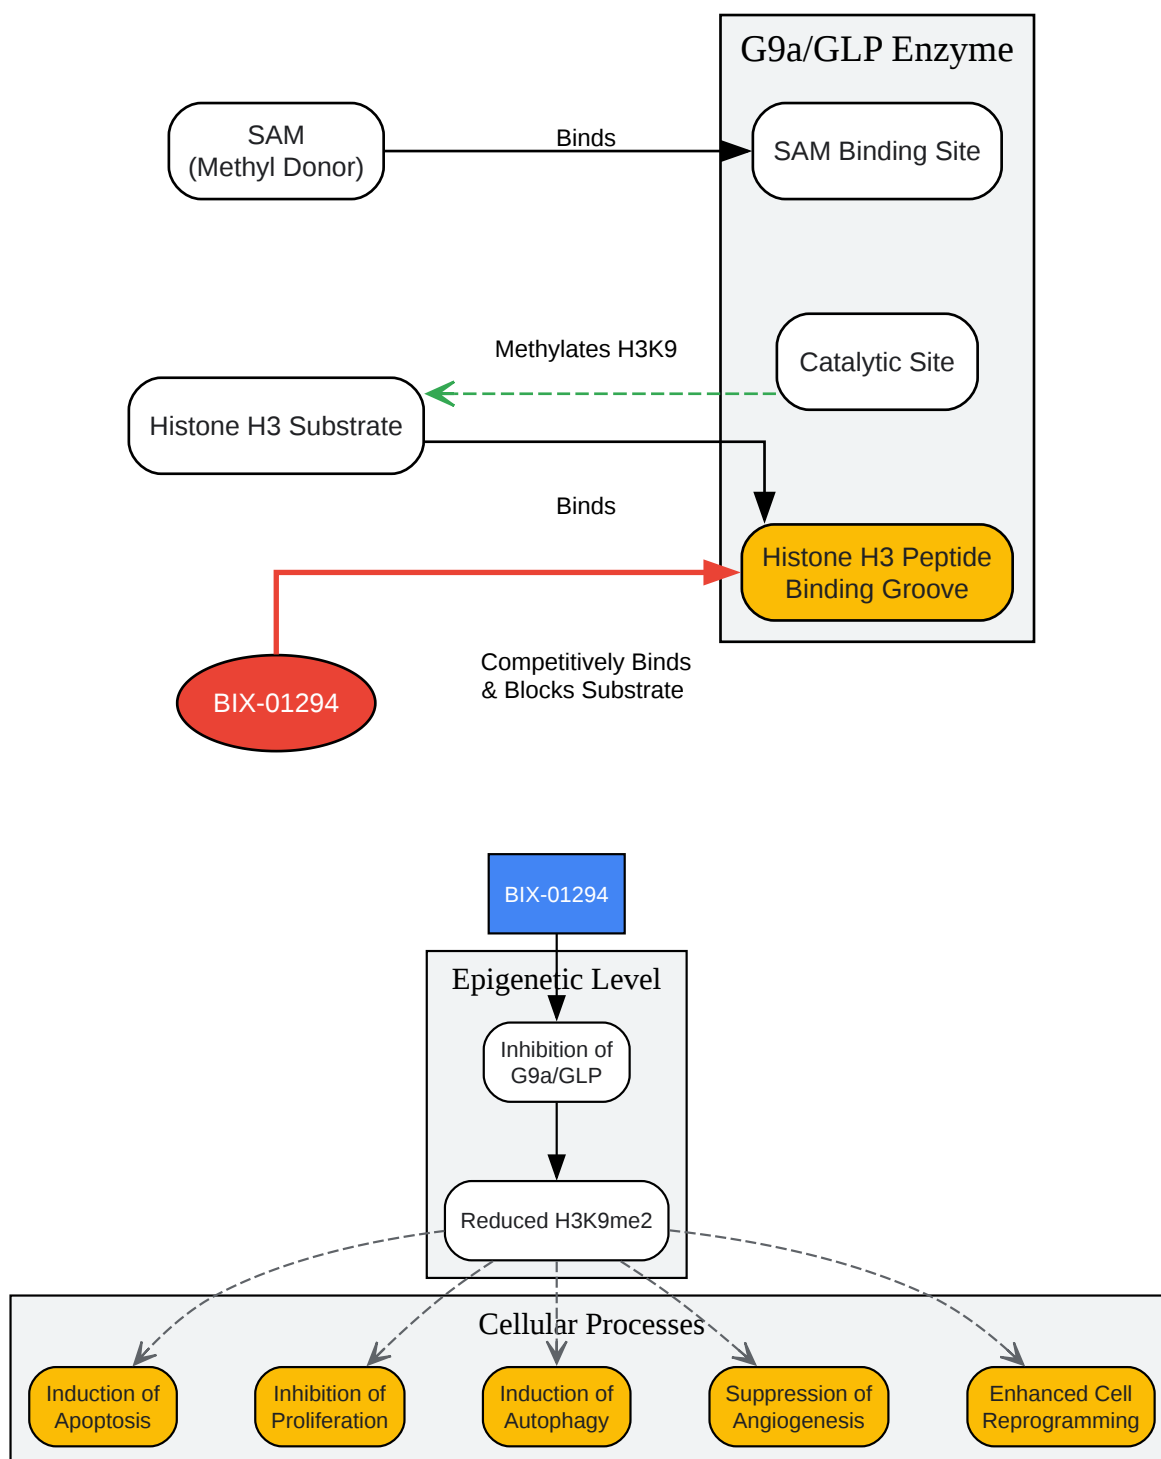 G9a/GLP Enzyme
SAM
(Methyl Donor)
Binds
SAM Binding Site
Methylates H3K9
Catalytic Site
Histone H3 Substrate
Binds
Histone H3 Peptide
Binding Groove
Competitively Binds
& Blocks Substrate
BIX-01294
BIX-01294
Epigenetic Level
Inhibition of
G9a/GLP
Reduced H3K9me2
Cellular Processes
Induction of
Apoptosis
Inhibition of
Proliferation
Induction of
Autophagy
Suppression of
Angiogenesis
Enhanced Cell
Reprogramming